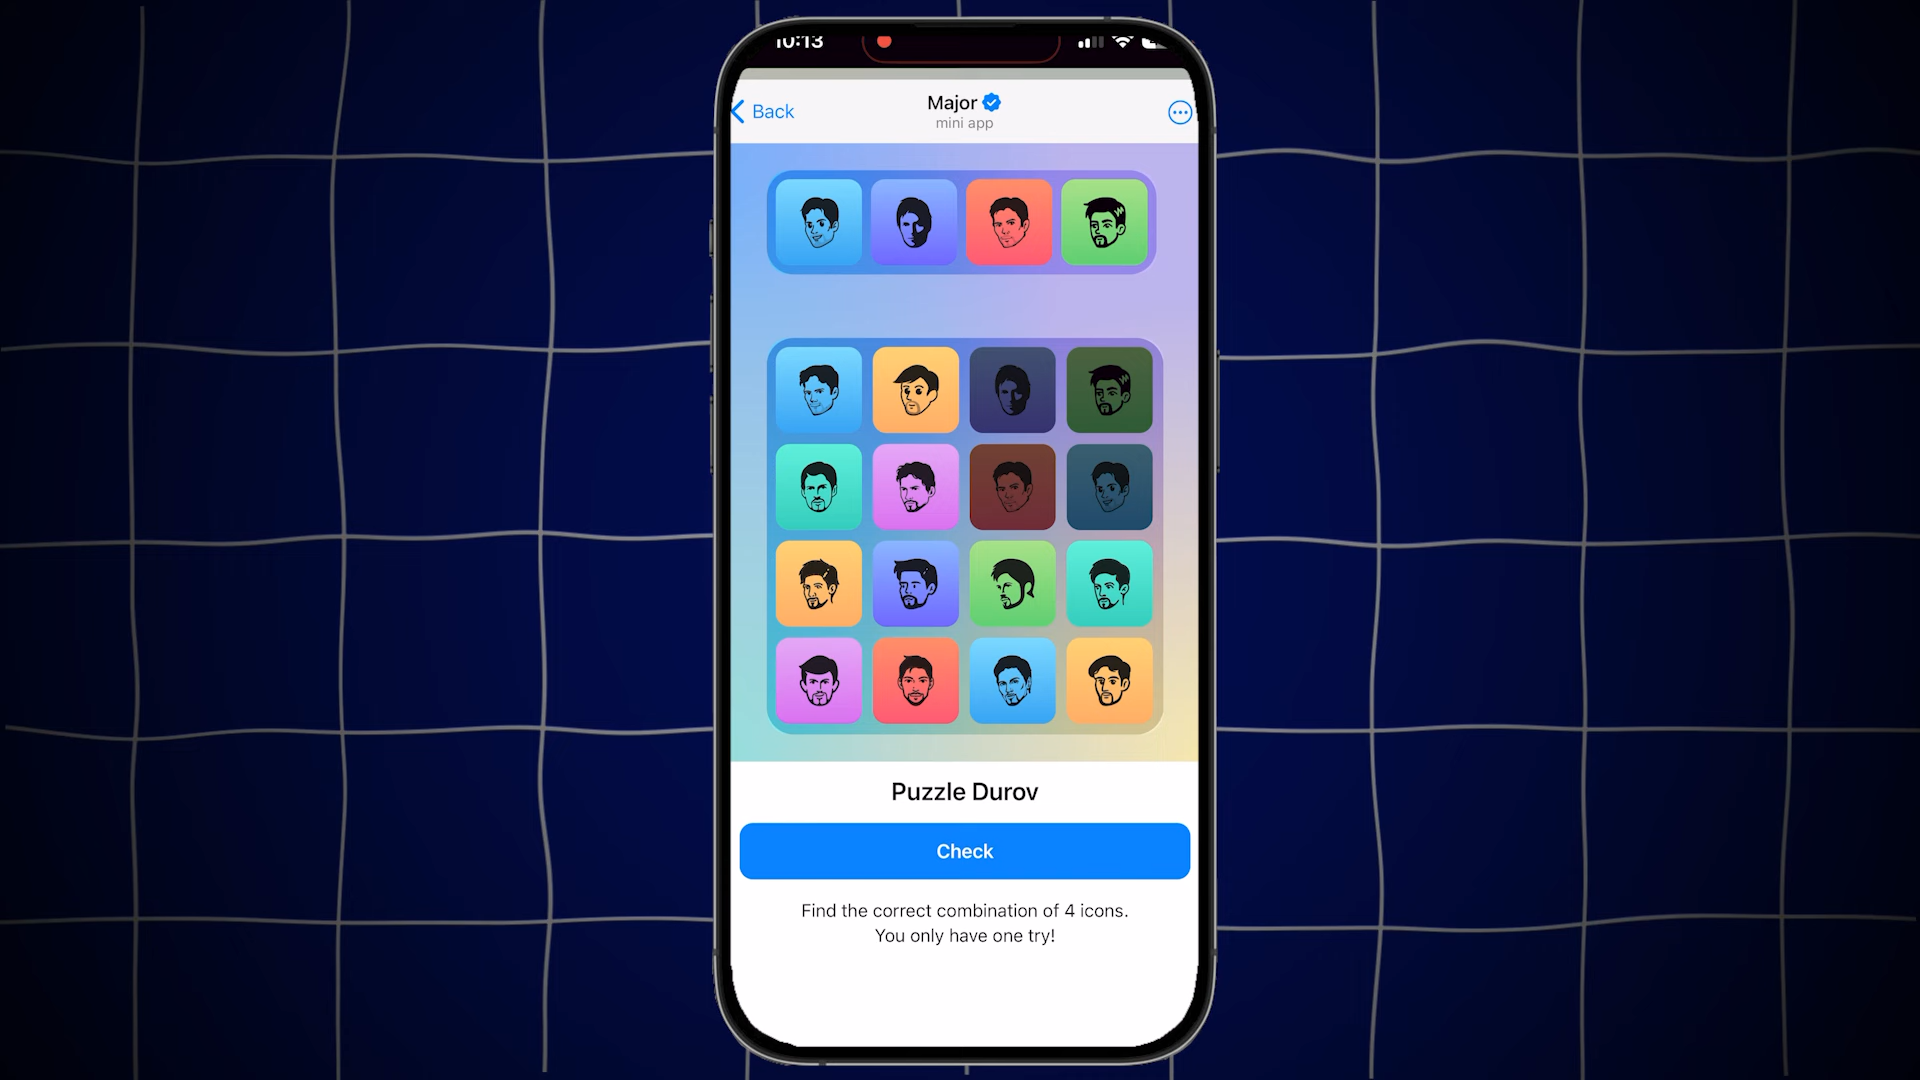 10:13
Back
Major
mini app
Puzzle Durov
Check
Find the correct combination of 4 icons.
You only have one try!